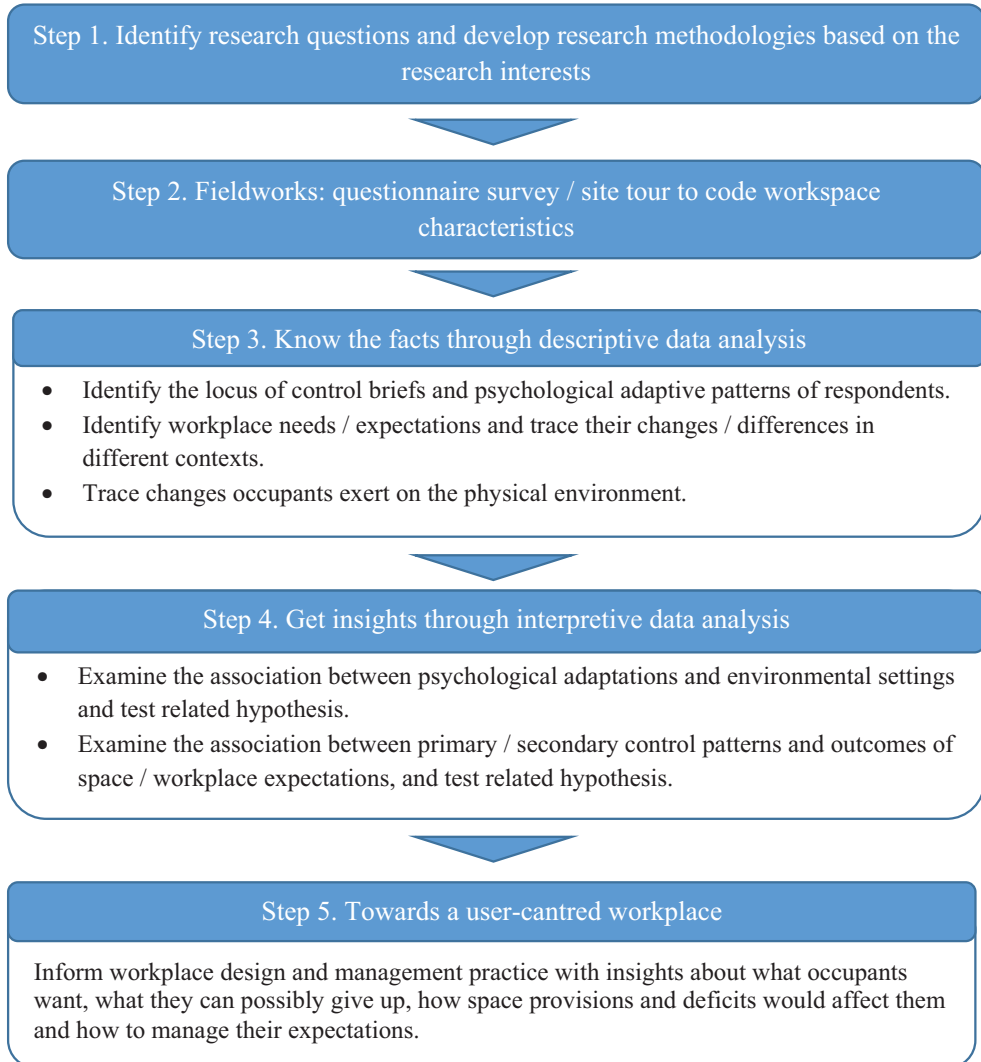 Step 1. Identify research questions and develop research methodologies based on the
research interests
Step 2. Fieldworks: questionnaire survey / site tour to code workspace
characteristics
Step 3. Know the facts through descriptive data analysis
• Identify the locus of control briefs and psychological adaptive patterns of respondents.
• Identify workplace needs / expectations and trace their changes / differences in
different contexts.
• Trace changes occupants exert on the physical environment.
Step 4. Get insights through interpretive data analysis
• Examine the association between psychological adaptations and environmental settings
and test related hypothesis.
• Examine the association between primary / secondary control patterns and outcomes of
space / workplace expectations, and test related hypothesis.
Step 5. Towards a user-cantred workplace
Inform workplace design and management practice with insights about what occupants
want, what they can possibly give up, how space provisions and deficits would affect them
and how to manage their expectations.